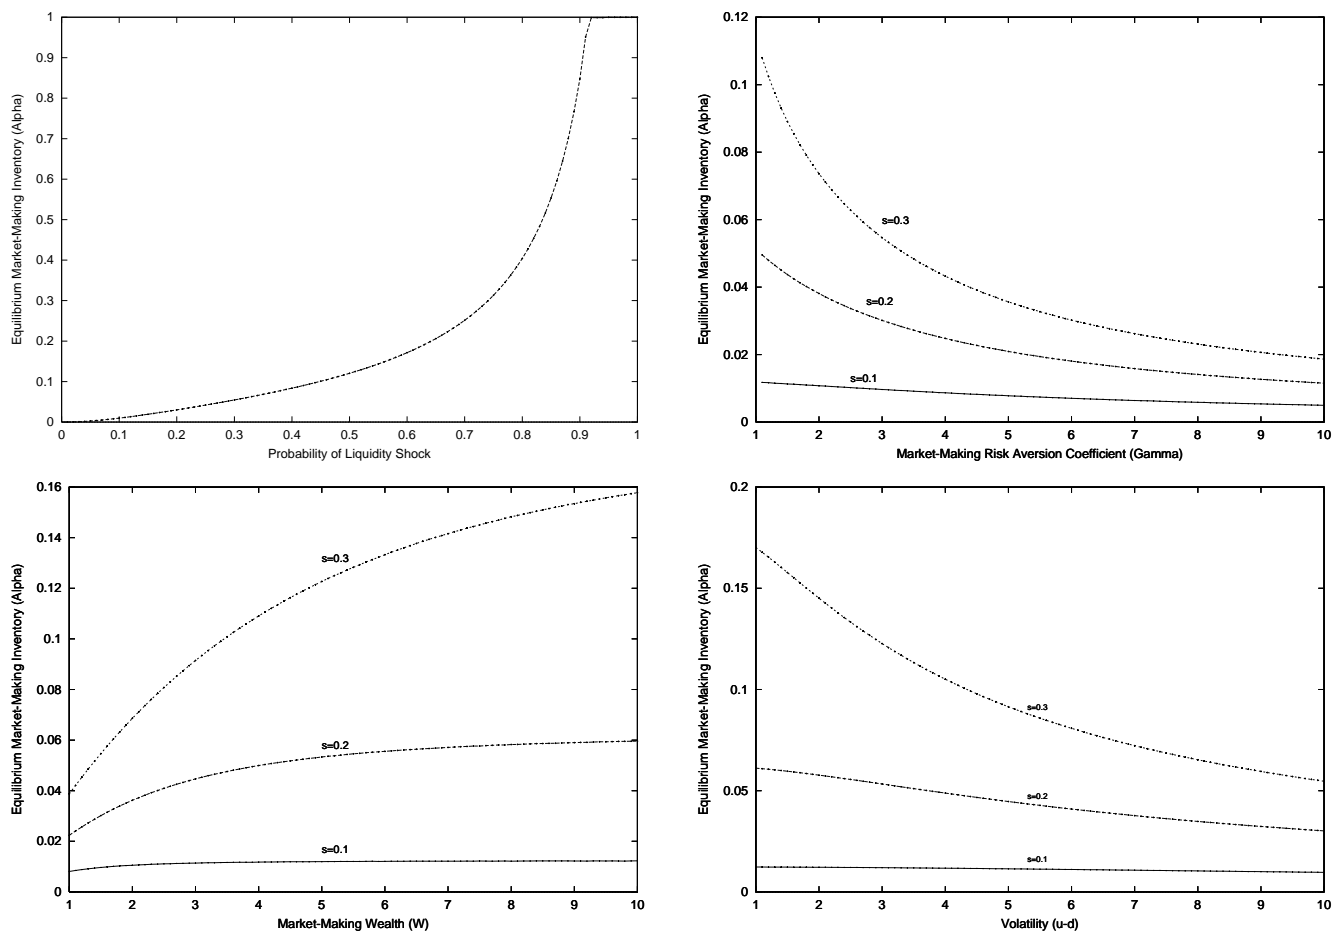 Equilibrium Market-Making Inventory (Alpha)
1
0.9
0.8
0.7
0.6
0.5
0.4
0.3
0.2
0.1
0
0 0.1 0.2 0.3 0.4 0.5 0.6 0.7 0.8 0.9 1
Probability of Liquidity Shock
Equilibrium Market-Making Inventory (Alpha)
0.12
0.1
0.08
0.06
0.04
0.02
0
s=0.3
s=0.2
s=0.1
1 2 3 4 5 6 7 8 9 10
Market-Making Risk Aversion Coefficient (Gamma)
Equilibrium Market-Making Inventory (Alpha)
0.16
0.14
0.12
0.1
0.08
0.06
0.04
0.02
0
s=0.3
s=0.2
s=0.1
1 2 3 4 5 6 7 8 9 10
Market-Making Wealth (W)
Equilibrium Market-Making Inventory (Alpha)
0.2
0.15
0.1
0.05
0
s=0.3
s=0.2
s=0.1
1 2 3 4 5 6 7 8 9 10
Volatility (u-d)